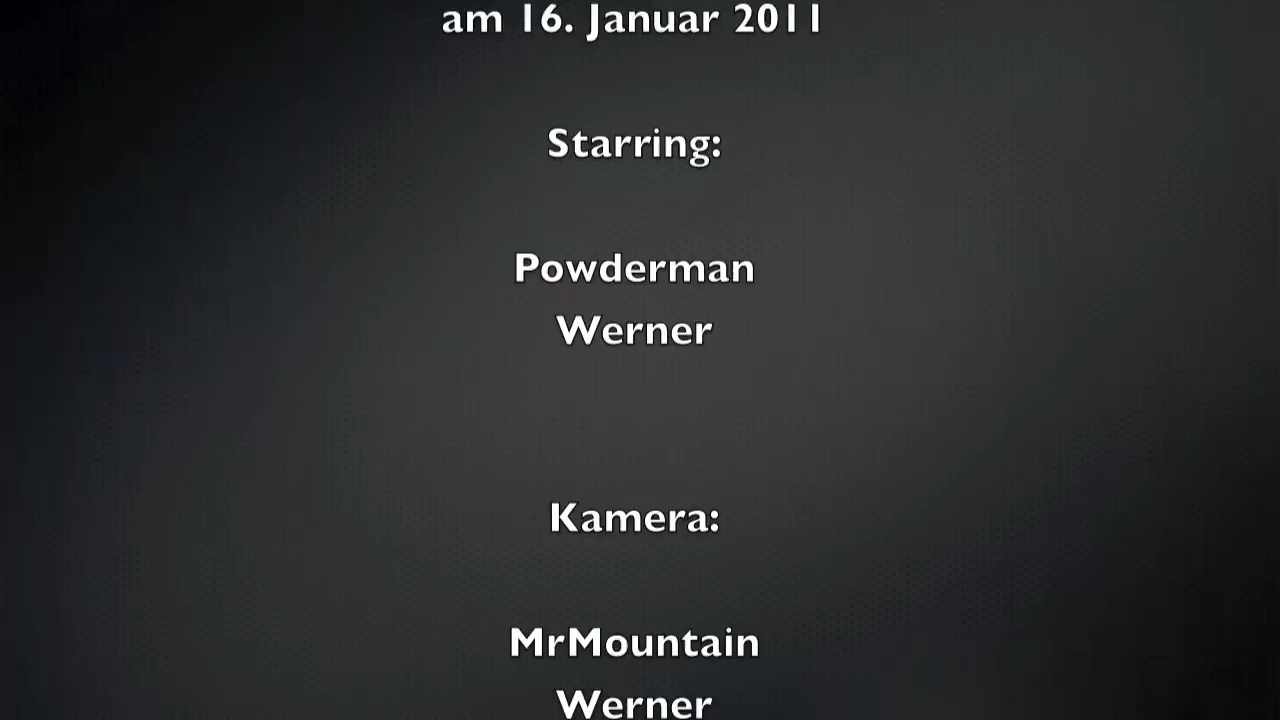 am 16. Januar 2011
Starring:
Powderman
Werner
Kamera:
MrMountain
Werner